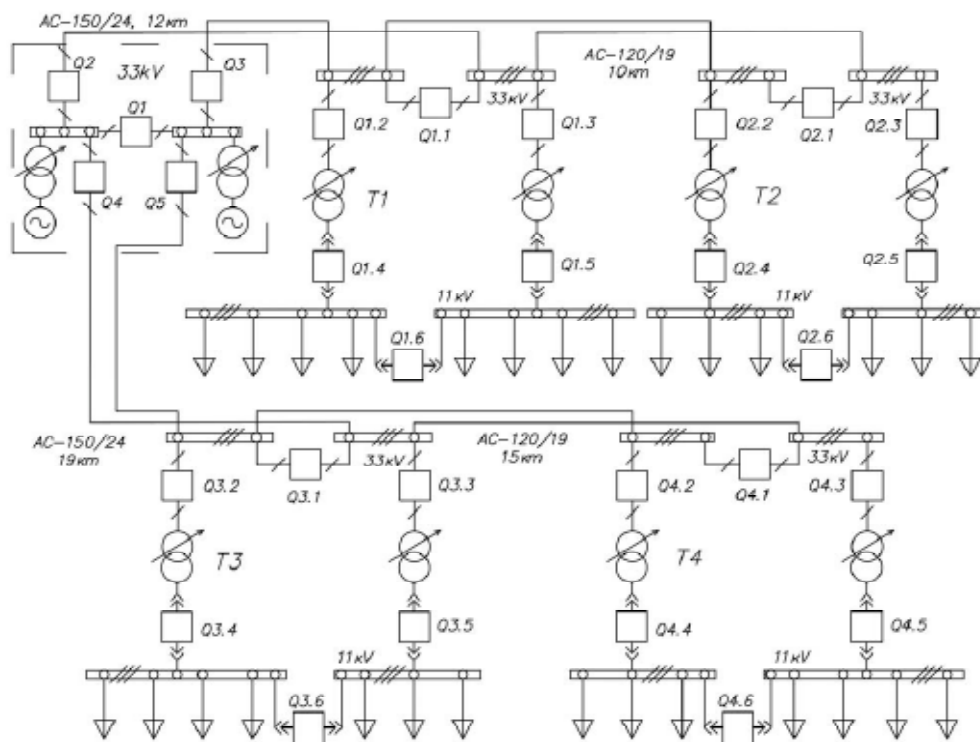 AC-150/24, 12км
Q2
33kV
Q3
Q1
Q4
Q5
AC-120/19
10км
33кV
33кV
Q1.2
Q1.1
Q1.3
Q2.2
Q2.1
Q2.3
T1
T2
Q1.4
Q1.5
Q2.4
Q2.5
11кV
11кV
Q1.6
Q2.6
AC-150/24
19км
33кV
AC-120/19
15км
33кV
Q3.2
Q3.1
Q3.3
Q4.2
Q4.1
Q4.3
T3
T4
Q3.4
Q3.5
Q4.4
Q4.5
11кV
11кV
Q3.6
Q4.6